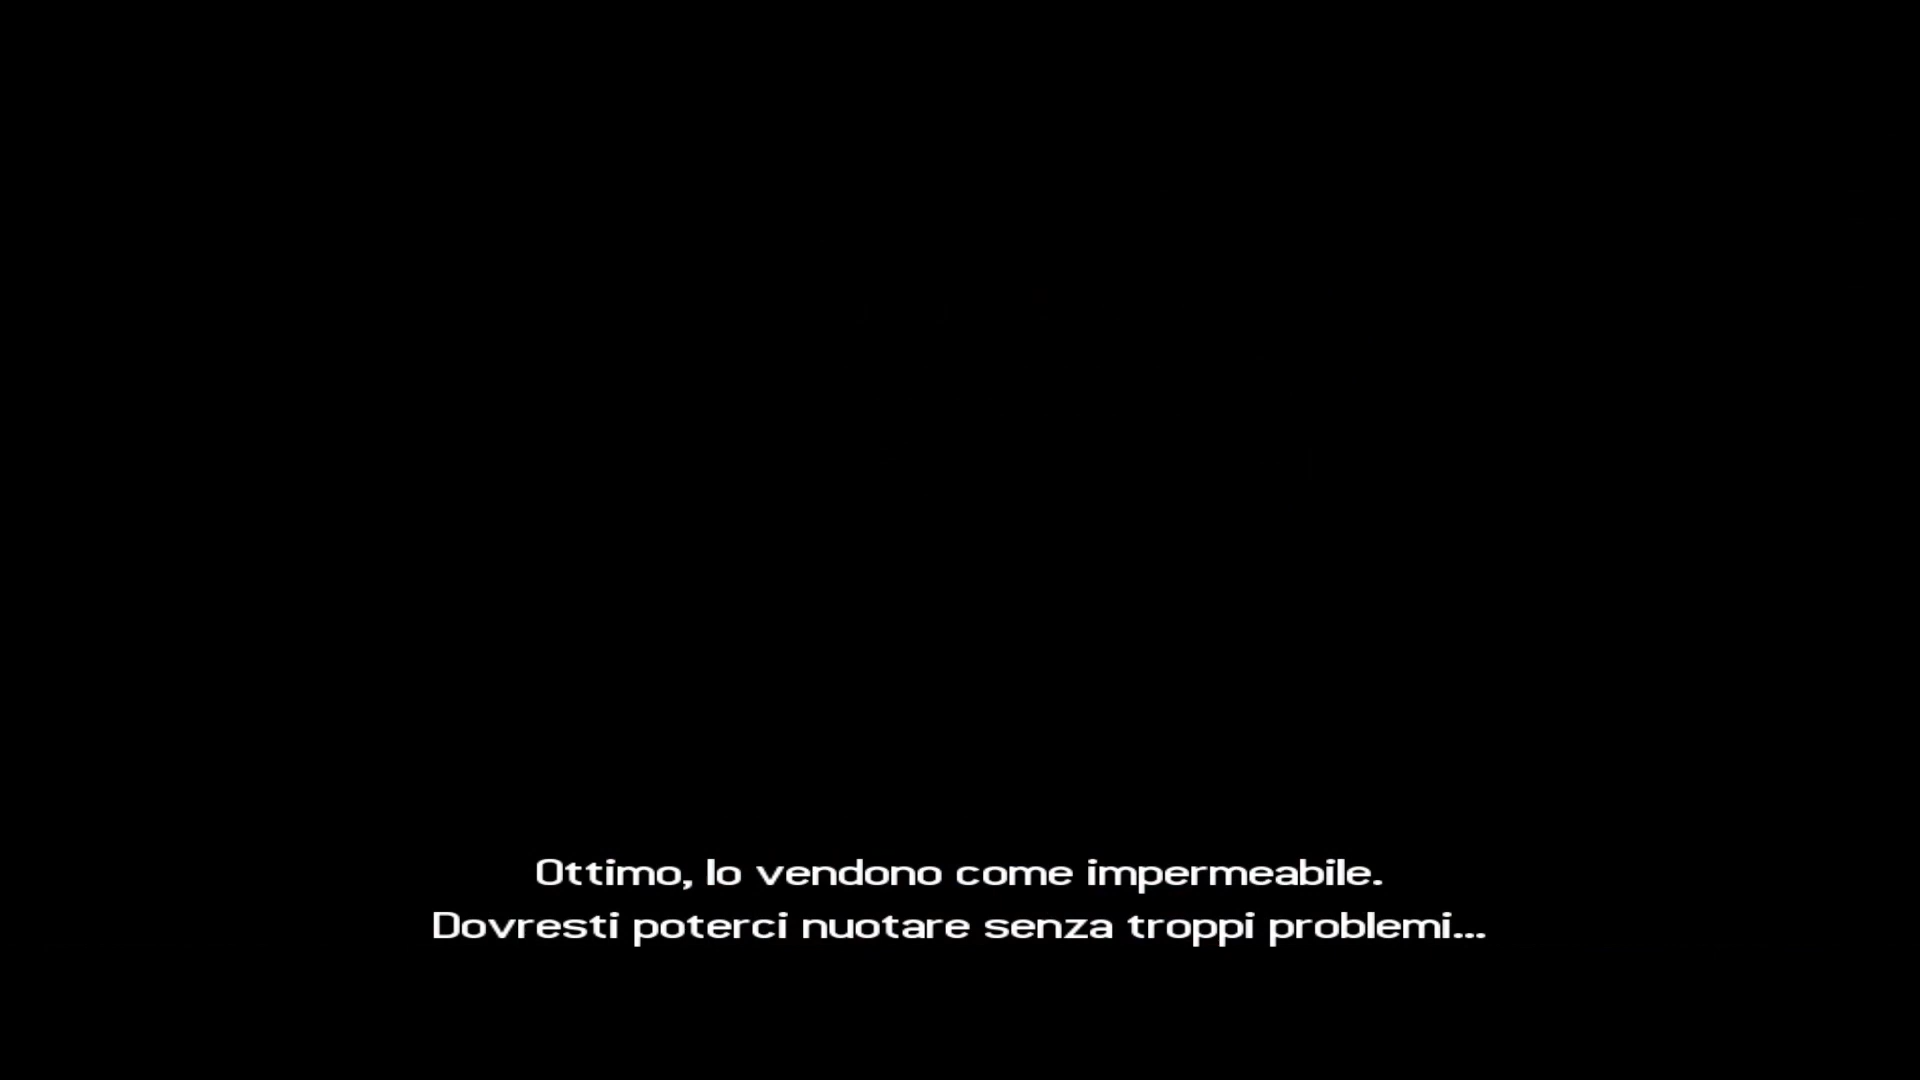 Ottimo, lo vendono come impermeabile.
Dovresti poterci nuotare senza troppi problemi...